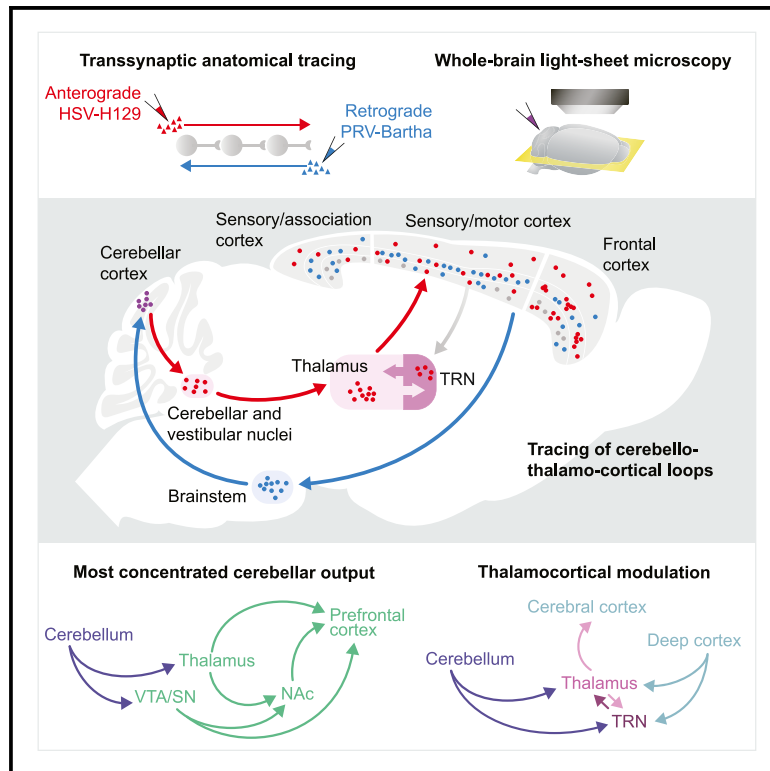 Transsynaptic anatomical tracing
Whole-brain light-sheet microscopy
Anterograde
HSV-H129
Retrograde
PRV-Bartha
Sensory/association
cortex
Sensory/motor cortex
Frontal
cortex
Cerebellar
cortex
Thalamus
TRN
Cerebellar and
vestibular nuclei
Brainstem
Tracing of cerebello-
thalamo-cortical loops
Most concentrated cerebellar output
Thalamocortical modulation
Cerebellum
Thalamus
VTA/SN
NAc
Prefrontal
cortex
Cerebral cortex
Deep cortex
Cerebellum
Thalamus
TRN